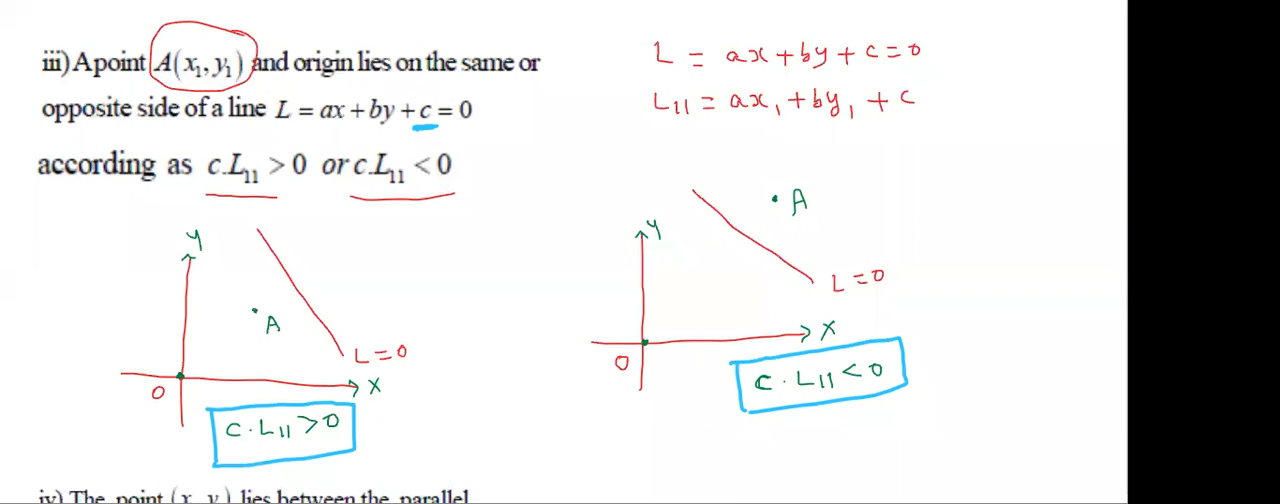 iii) A point A(x₁, y₁) and origin lies on the same or
opposite side of a line L = ax + by + c = 0
according as c.L₁₁ > 0 or c.L₁₁ < 0
L = ax + by + c = 0
L₁₁ = ax₁ + by₁ + c
Y
A
L = 0
O
X
c . L₁₁ > 0
Y
A
L = 0
O
X
c . L₁₁ < 0
iv) The point (x, y) lies between the parallel